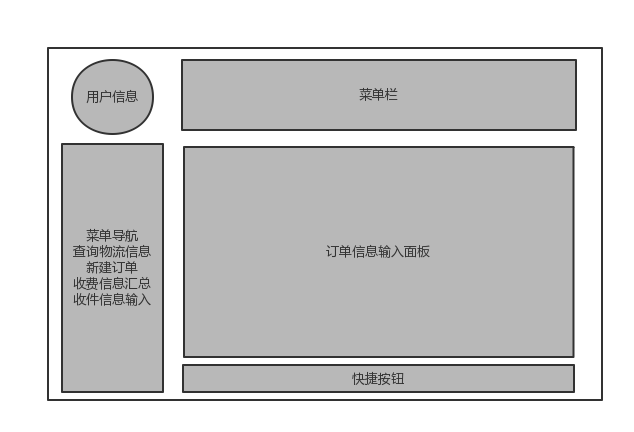 用户信息
菜单栏
菜单导航
查询物流信息
新建订单
收费信息汇总
收件信息输入
订单信息输入面板
快捷按钮